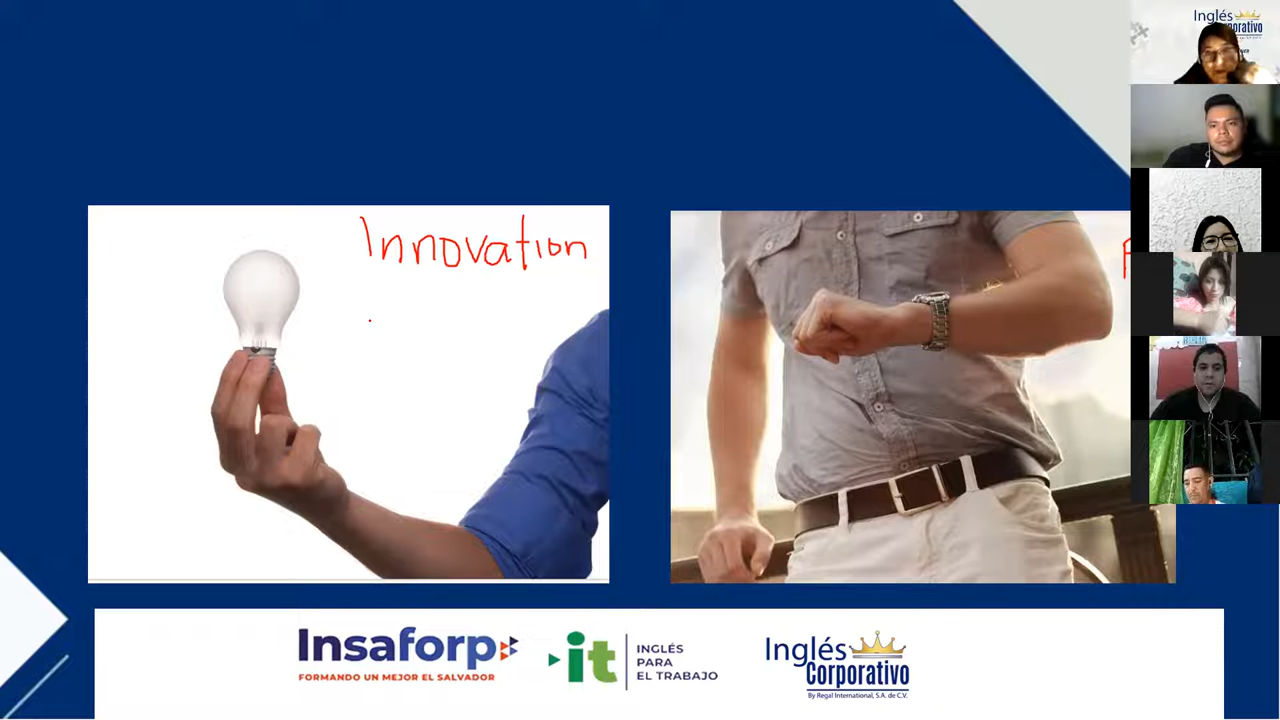 Inglés
Corporativo
Innovation
Insaforp
FORMANDO UN MEJOR EL SALVADOR
it
INGLÉS
PARA
EL TRABAJO
Inglés
Corporativo
By Regal International, S.A. de C.V.